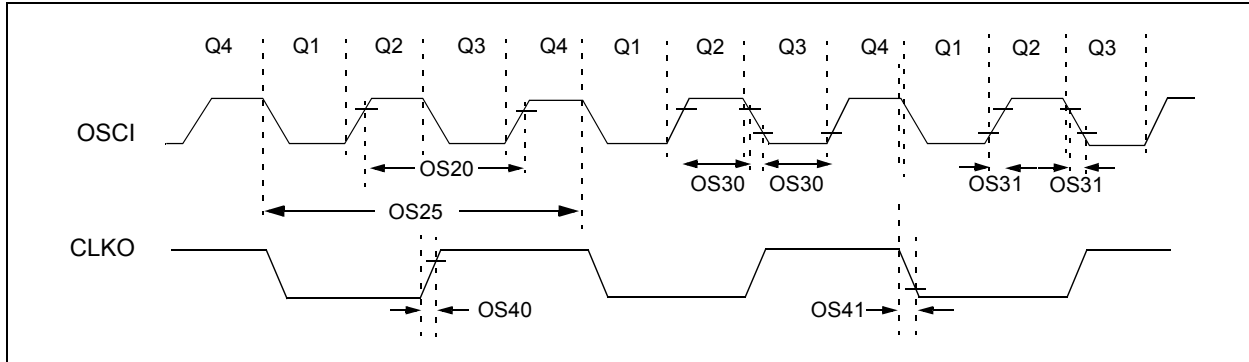 Q4 Q1 Q2 Q3 Q4 Q1 Q2 Q3 Q4 Q1 Q2 Q3
OSCI
OS20
OS30 OS30
OS31 OS31
OS25
CLKO
OS40
OS41